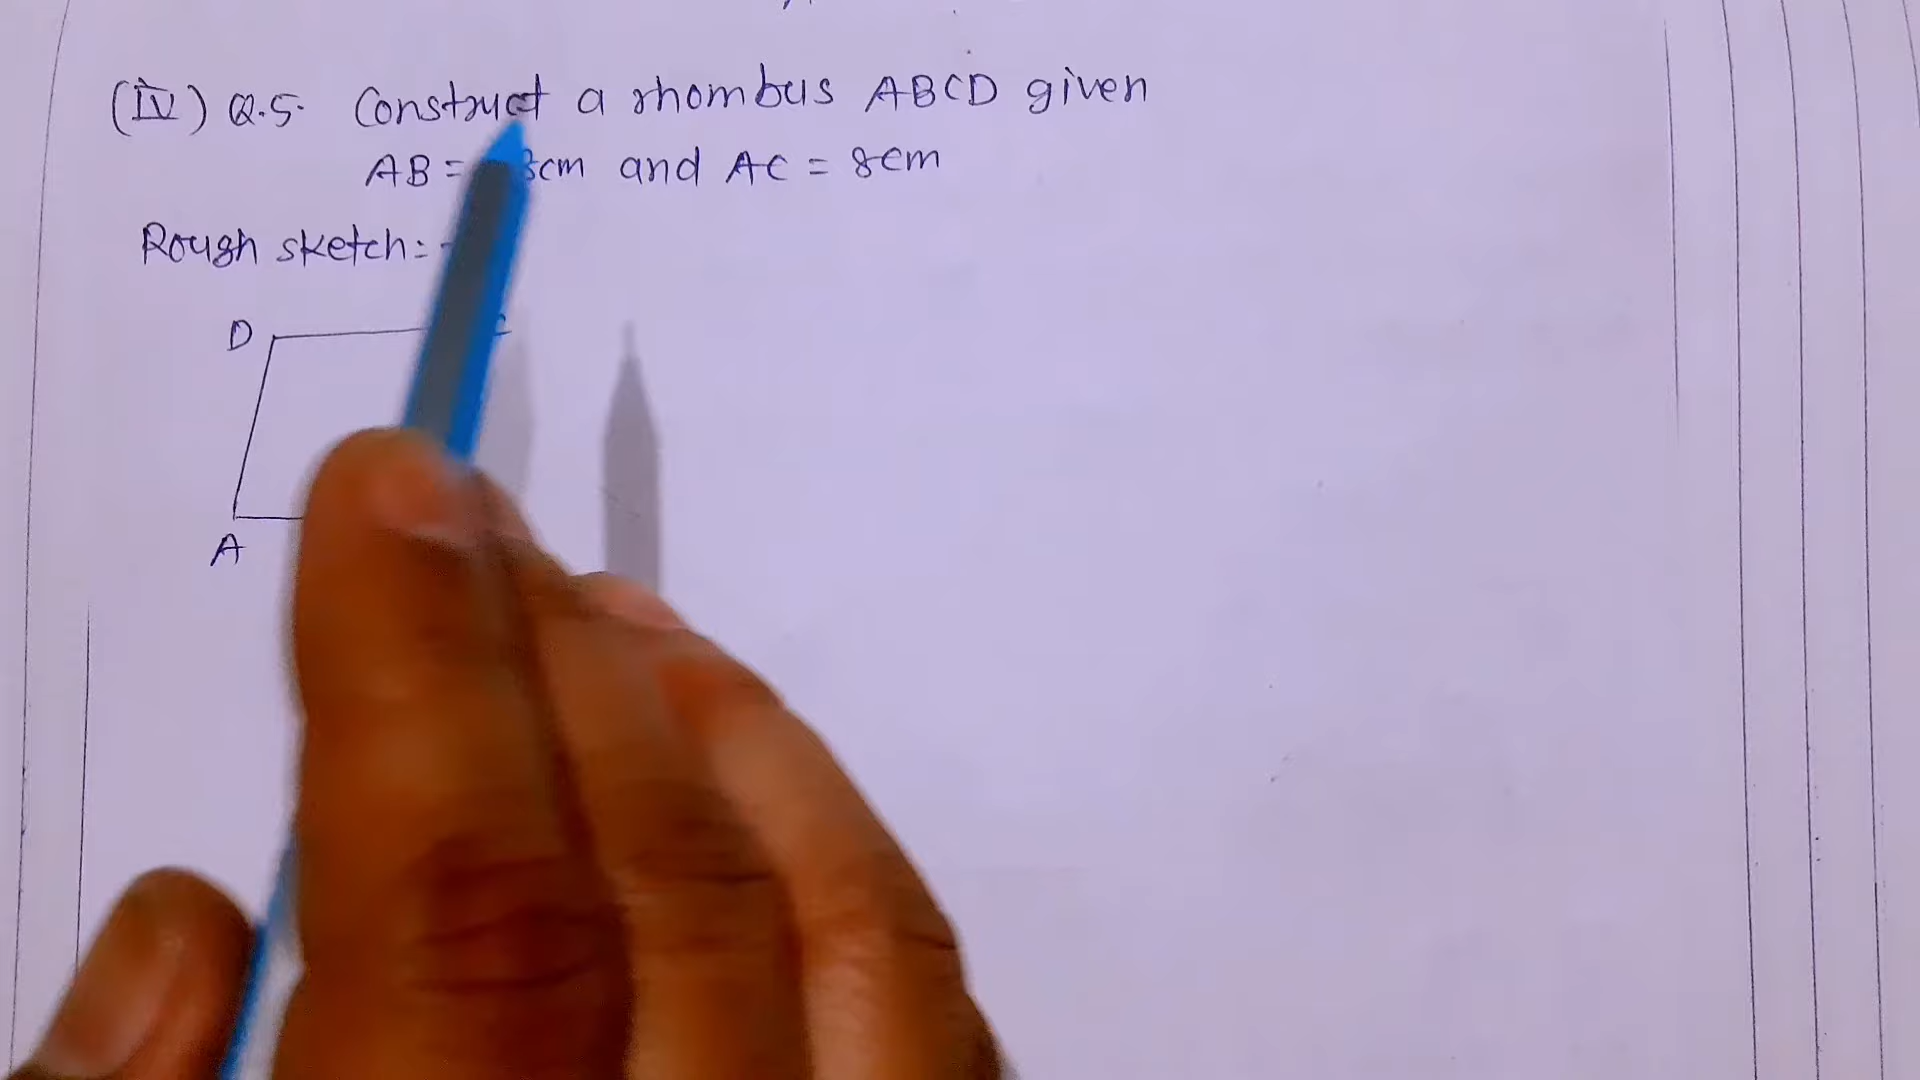 (IV) Q.5. Construct a rhombus ABCD given
AB = cm and AC = 8cm
Rough sketch:-
D
A